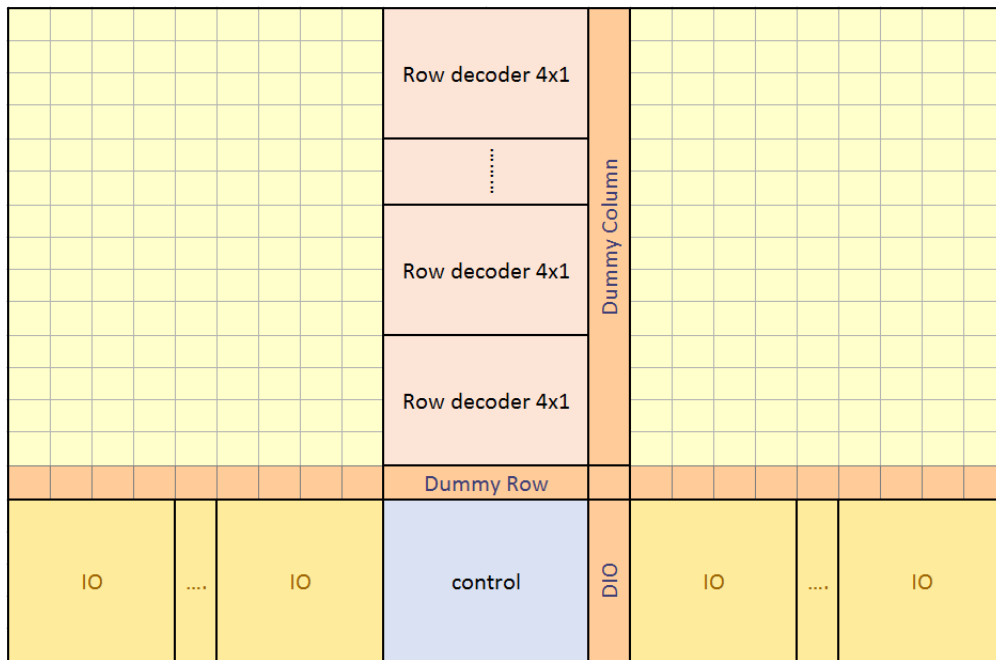 Row decoder 4x1
........
Row decoder 4x1
Dummy Column
Row decoder 4x1
Dummy Row
IO
....
IO
control
DIO
IO
....
IO